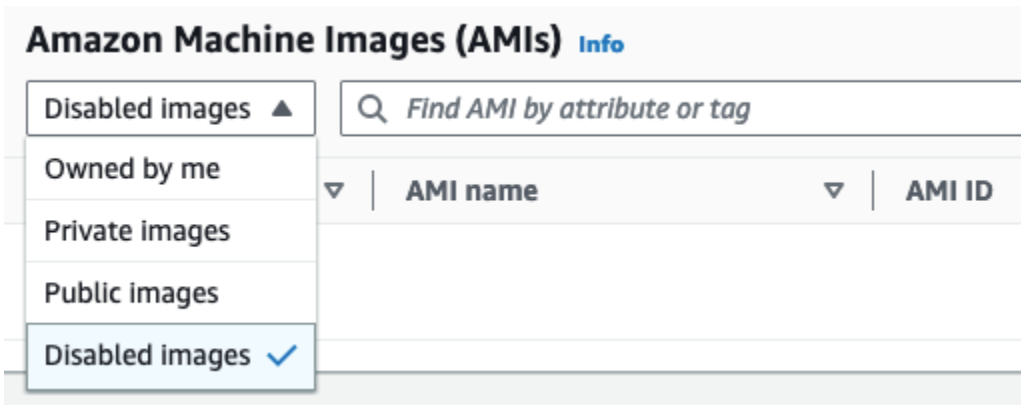 Amazon Machine Images (AMIs) Info
Disabled images
Find AMI by attribute or tag
Owned by me
AMI name
AMI ID
Private images
Public images
Disabled images